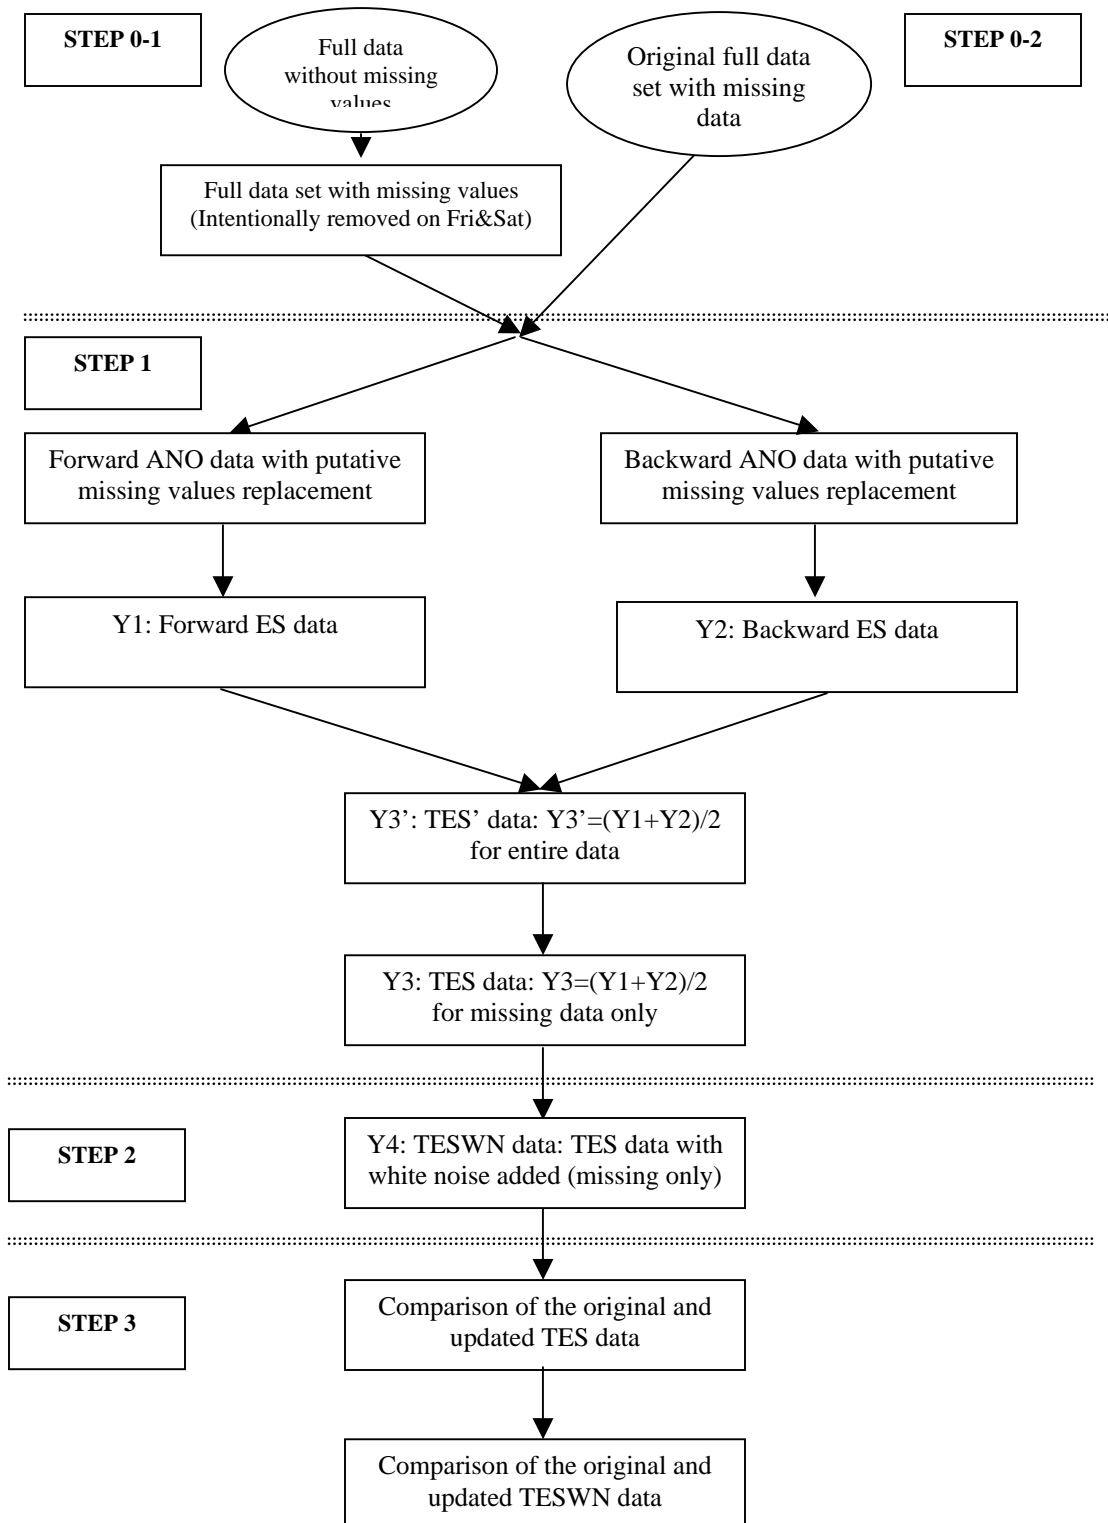 STEP 0-1
Full data
without missing
values
Original full data
set with missing
data
STEP 0-2
Full data set with missing values
(Intentionally removed on Fri&Sat)
STEP 1
Forward ANO data with putative
missing values replacement
Backward ANO data with putative
missing values replacement
Y1: Forward ES data
Y2: Backward ES data
Y3’: TES’ data: Y3’=(Y1+Y2)/2
for entire data
Y3: TES data: Y3=(Y1+Y2)/2
for missing data only
STEP 2
Y4: TESWN data: TES data with
white noise added (missing only)
STEP 3
Comparison of the original and
updated TES data
Comparison of the original and
updated TESWN data